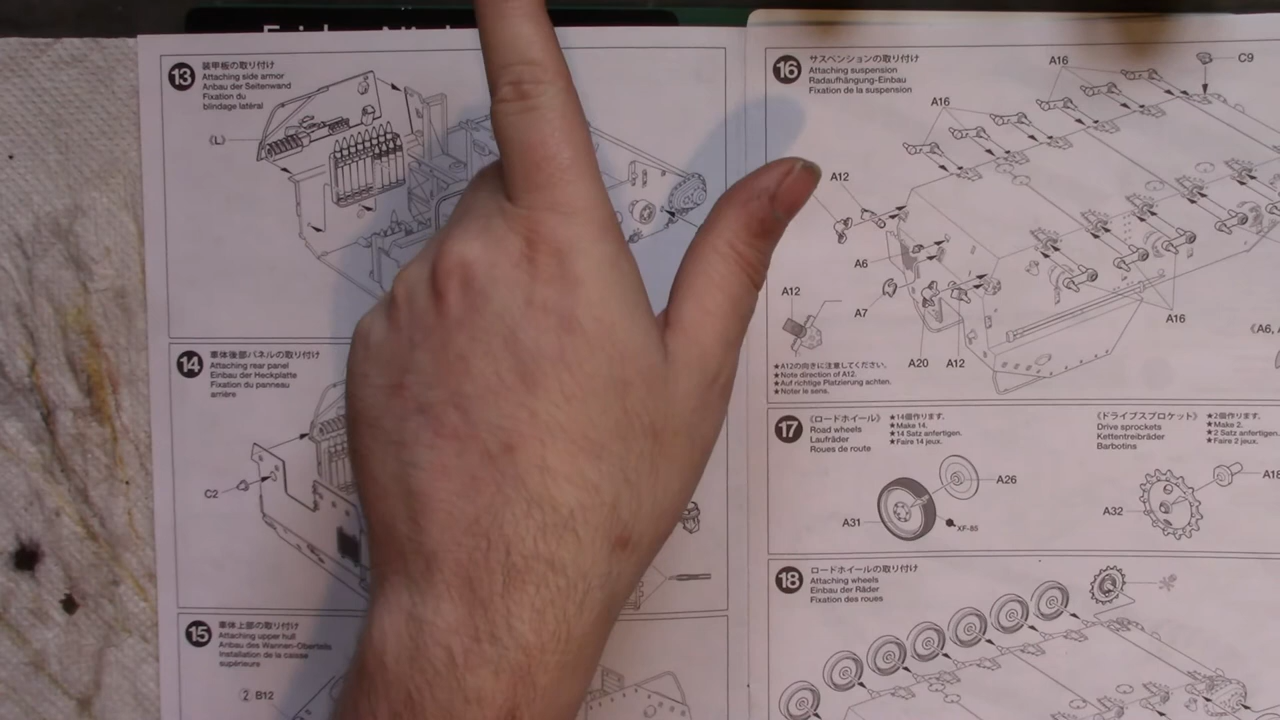 13
装甲板の取り付け
Attaching side armor
Anbau der Seitenwand
Fixation du
blindage latéral
《L》
14
車体後部パネルの取り付け
Attaching rear panel
Einbau der Heckplatte
Fixation du panneau
arrière
C2
15
車体上部の取り付け
Attaching upper hull
Anbau des Wannen-Oberteils
Installation de la caisse
supérieure
② B12
16
サスペンションの取り付け
Attaching suspension
Radaufhängung-Einbau
Fixation de la suspension
A16
C9
A16
A12
A6
A12
A7
A16
《A6,
A20
A12
★A12の向きに注意してください。
★Note direction of A12.
★Auf richtige Platzierung achten.
★Noter le sens.
17
《ロードホイール》
Road wheels
Laufräder
Roues de route
★14個作ります。
★Make 14.
★14 Satz anfertigen.
★Faire 14 jeux.
《ドライブスプロケット》
Drive sprockets
Kettentreibräder
Barbotins
★2個作ります。
★Make 2.
★2 Satz anfertigen.
★Faire 2 jeux.
A26
A31
XF-85
A18
A32
18
ロードホイールの取り付け
Attaching wheels
Einbau der Räder
Fixation des roues